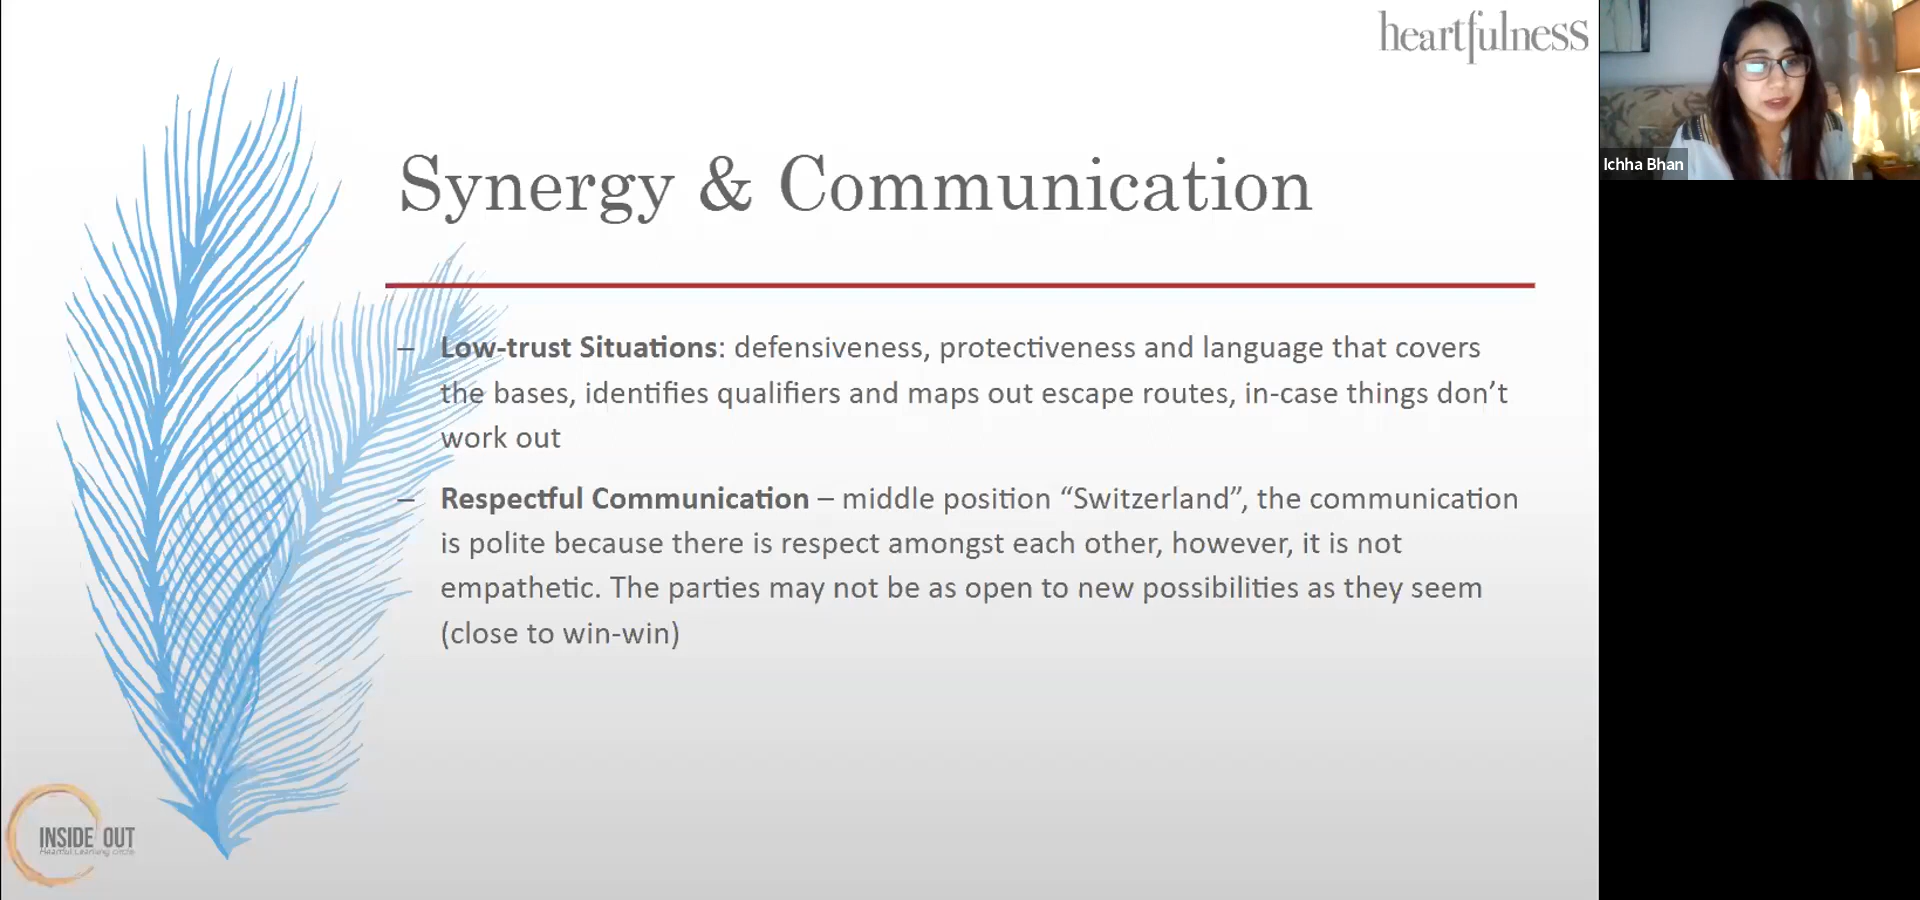 heartfulness
Ichha Bhan
Synergy & Communication
– Low-trust Situations: defensiveness, protectiveness and language that covers
the bases, identifies qualifiers and maps out escape routes, in-case things don’t
work out
– Respectful Communication – middle position “Switzerland”, the communication
is polite because there is respect amongst each other, however, it is not
empathetic. The parties may not be as open to new possibilities as they seem
(close to win-win)
INSIDE OUT
Heartful Learning circle